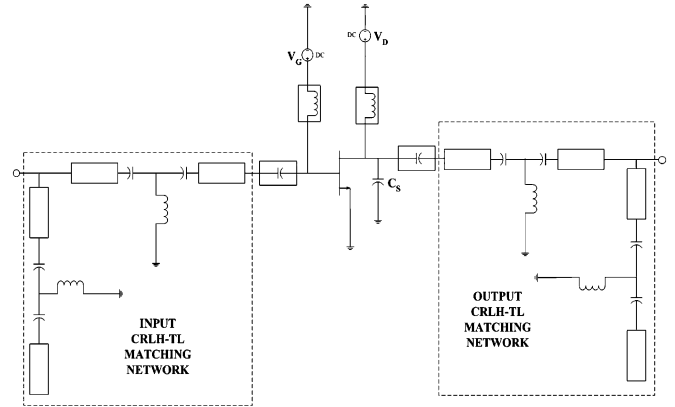 V_G DC
DC V_D
C_S
INPUT
CRLH-TL
MATCHING
NETWORK
OUTPUT
CRLH-TL
MATCHING
NETWORK